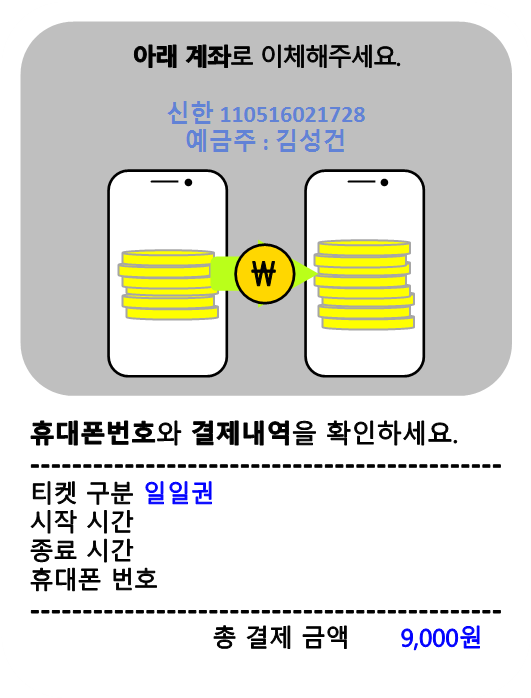 아래 계좌로 이체해주세요.
신한 110516021728
예금주 : 김성건
₩
휴대폰번호와 결제내역을 확인하세요.
--------------------------------------------
티켓 구분 일일권
시작 시간
종료 시간
휴대폰 번호
--------------------------------------------
총 결제 금액 9,000원